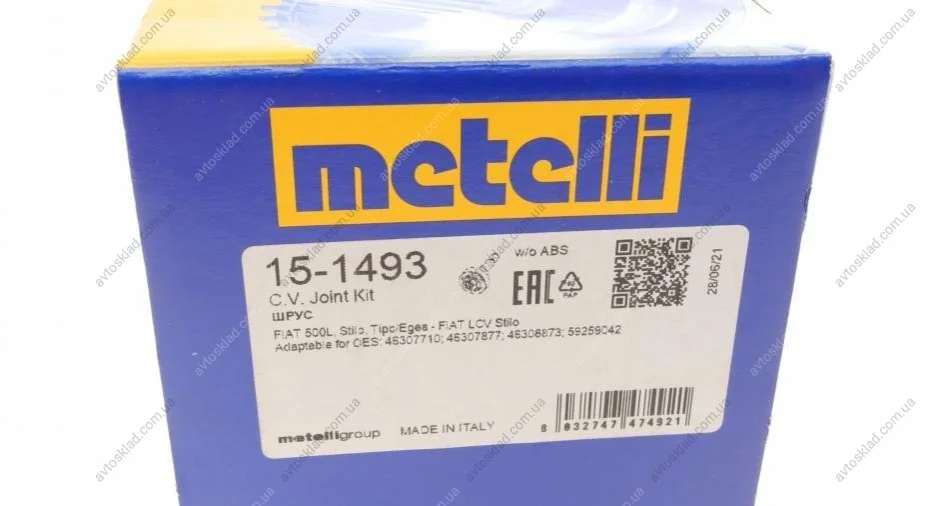 metelli
15-1493
w/o ABS
C.V. Joint Kit
ШРУС
EAC
PAP
28/06/21
FIAT 500L, Stilo, Tipo/Egea - FIAT LCV Stilo
Adaptable for OES: 46307710; 46307877; 46308873; 59259042
metelligroup
MADE IN ITALY
8 032747 474921
avtosklad.com.ua